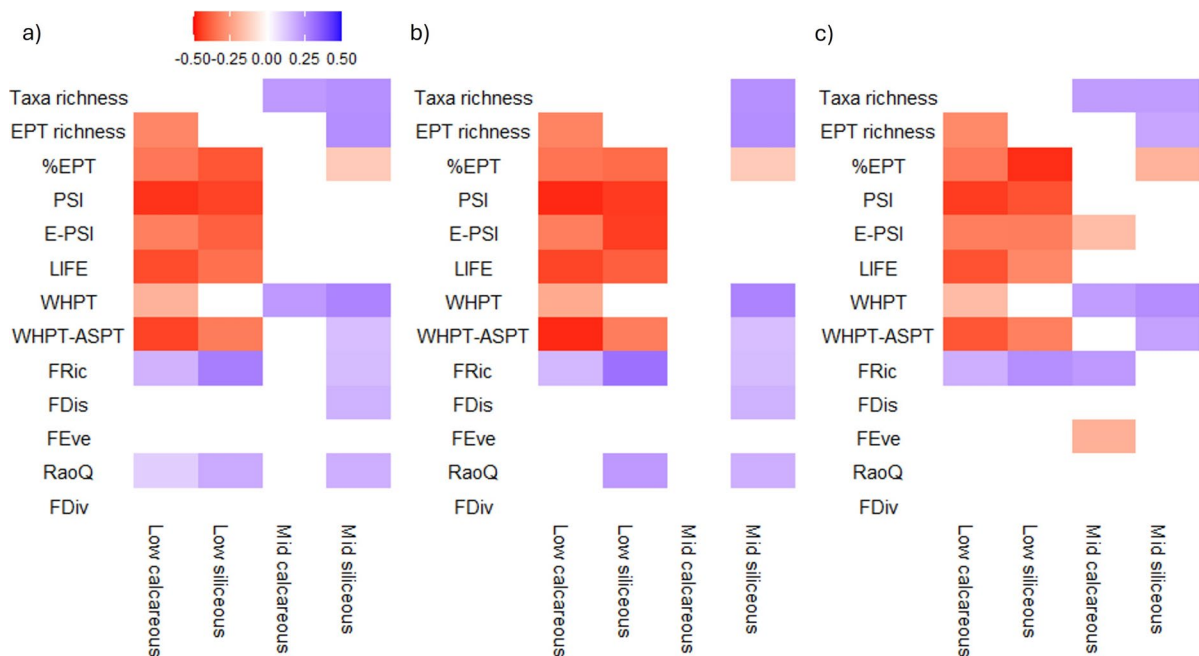 a)
-0.50-0.25 0.00 0.25 0.50
Taxa richness
EPT richness
%EPT
PSI
E-PSI
LIFE
WHPT
WHPT-ASPT
FRic
FDis
FEve
RaoQ
FDiv
Low calcareous
Low siliceous
Mid calcareous
Mid siliceous
b)
Taxa richness
EPT richness
%EPT
PSI
E-PSI
LIFE
WHPT
WHPT-ASPT
FRic
FDis
FEve
RaoQ
FDiv
Low calcareous
Low siliceous
Mid calcareous
Mid siliceous
c)
Taxa richness
EPT richness
%EPT
PSI
E-PSI
LIFE
WHPT
WHPT-ASPT
FRic
FDis
FEve
RaoQ
FDiv
Low calcareous
Low siliceous
Mid calcareous
Mid siliceous